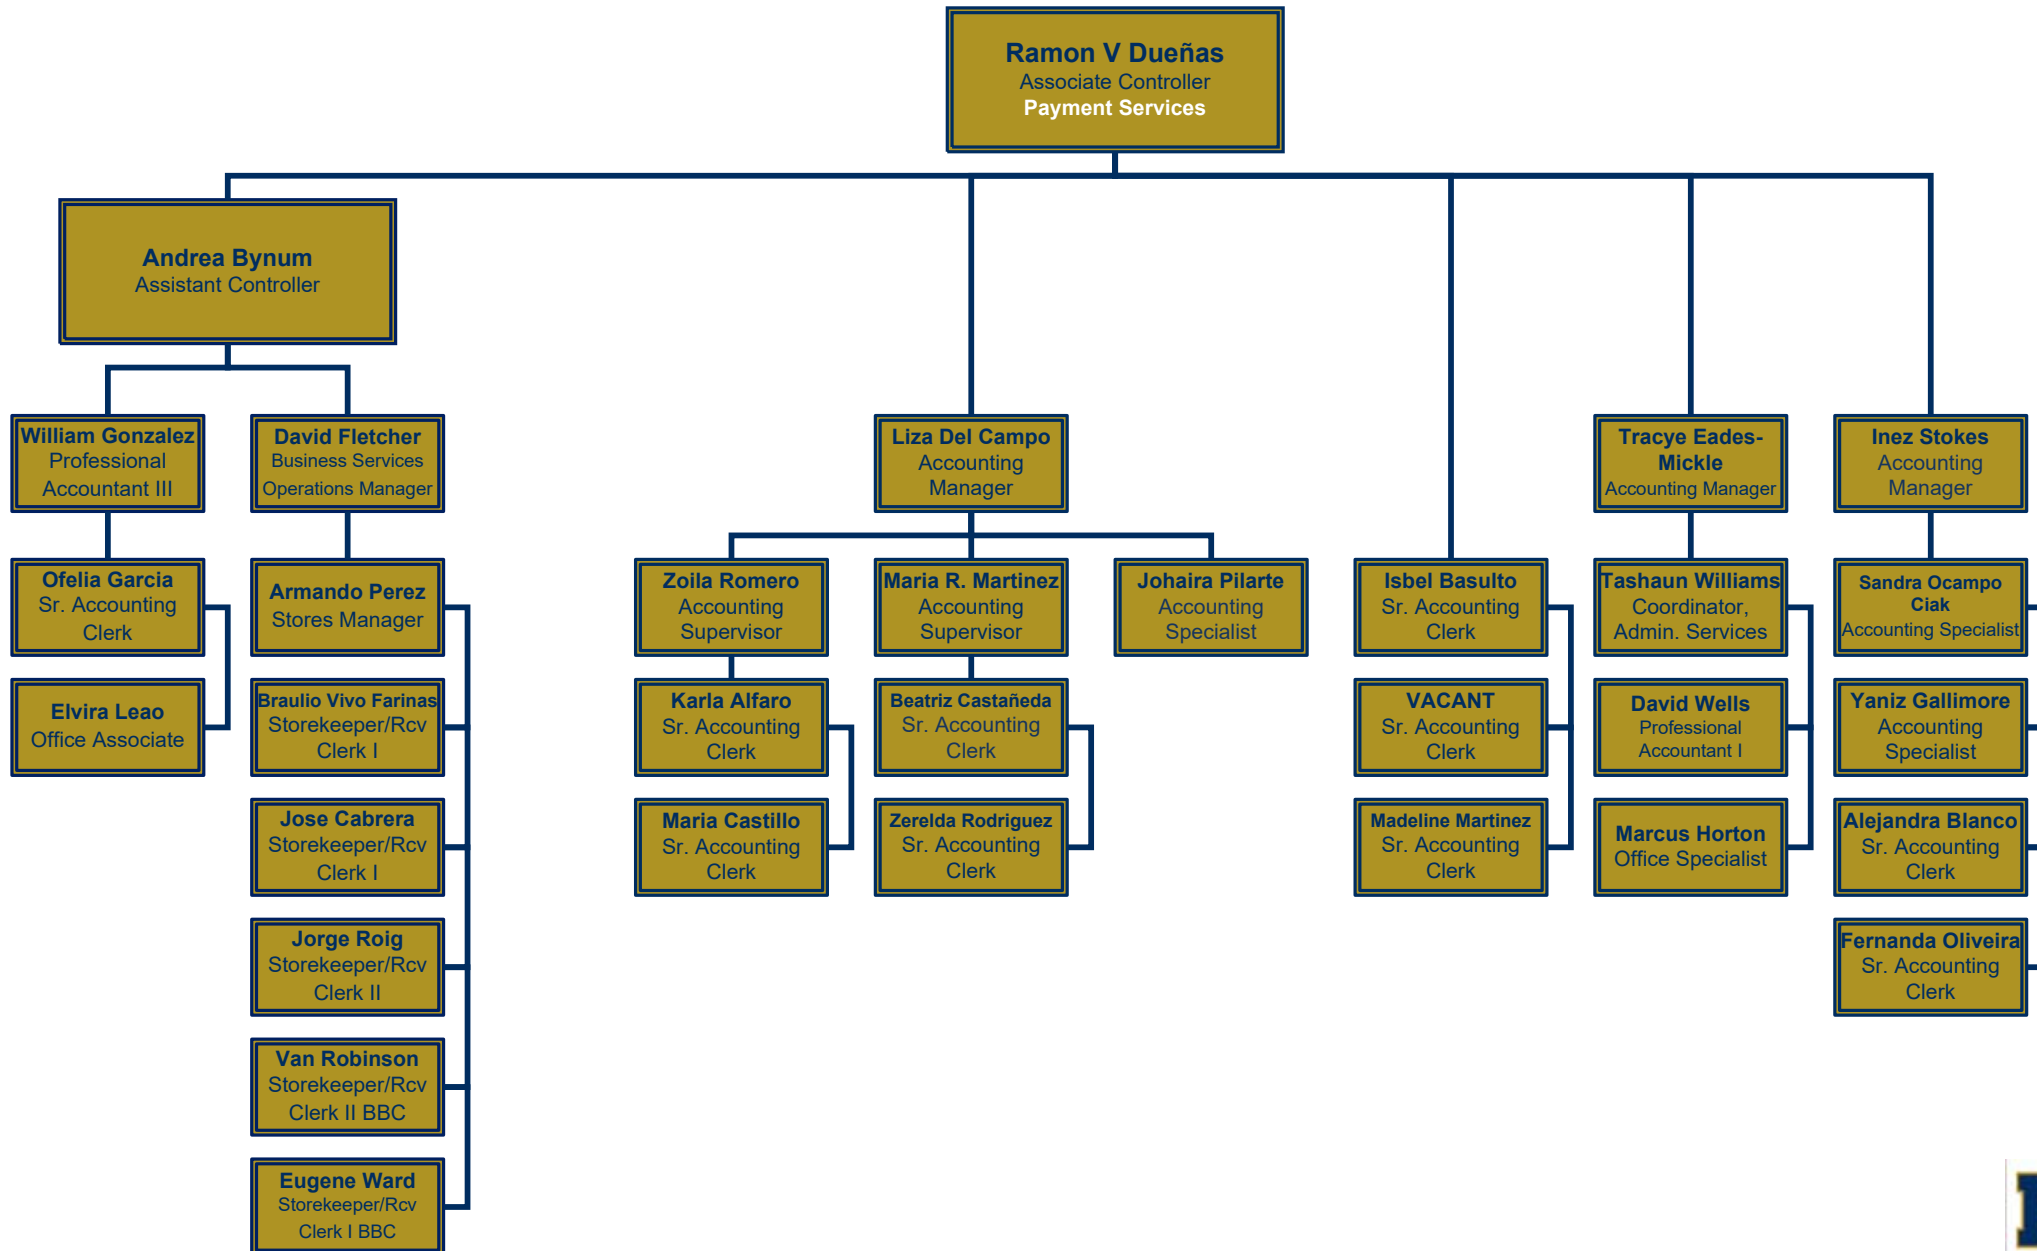 Ramon V Dueñas
Associate Controller
Payment Services
Andrea Bynum
Assistant Controller
William Gonzalez
Professional
Accountant III
David Fletcher
Business Services
Operations Manager
Liza Del Campo
Accounting
Manager
Tracye Eades-
Mickle
Accounting Manager
Inez Stokes
Accounting
Manager
Ofelia Garcia
Sr. Accounting
Clerk
Armando Perez
Stores Manager
Zoila Romero
Accounting
Supervisor
Maria R. Martinez
Accounting
Supervisor
Johaira Pilarte
Accounting
Specialist
Isbel Basulto
Sr. Accounting
Clerk
Tashaun Williams
Coordinator,
Admin. Services
Sandra Ocampo
Ciak
Accounting Specialist
Elvira Leao
Office Associate
Braulio Vivo Farinas
Storekeeper/Rcv
Clerk I
Karla Alfaro
Sr. Accounting
Clerk
Beatriz Castañeda
Sr. Accounting
Clerk
VACANT
Sr. Accounting
Clerk
David Wells
Professional
Accountant I
Yaniz Gallimore
Accounting
Specialist
Jose Cabrera
Storekeeper/Rcv
Clerk I
Maria Castillo
Sr. Accounting
Clerk
Zerelda Rodriguez
Sr. Accounting
Clerk
Madeline Martinez
Sr. Accounting
Clerk
Marcus Horton
Office Specialist
Alejandra Blanco
Sr. Accounting
Clerk
Jorge Roig
Storekeeper/Rcv
Clerk II
Fernanda Oliveira
Sr. Accounting
Clerk
Van Robinson
Storekeeper/Rcv
Clerk II BBC
Eugene Ward
Storekeeper/Rcv
Clerk I BBC